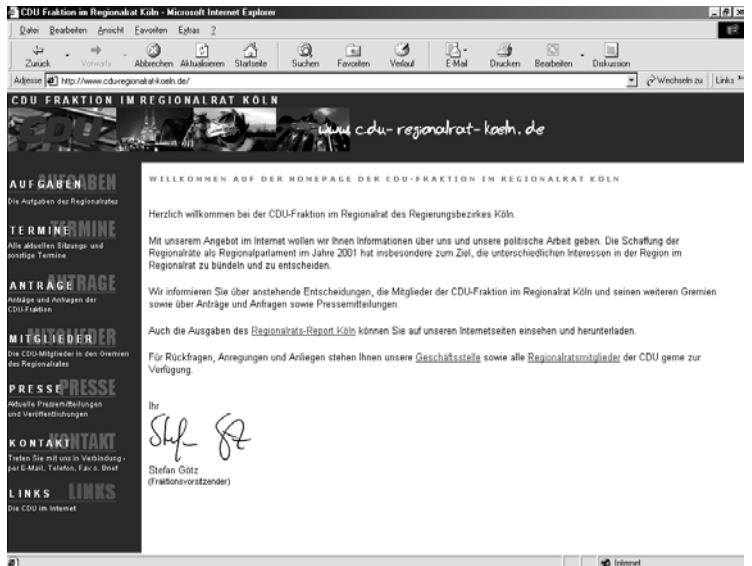 CDU Fraktion im Regionalrat Köln - Microsoft Internet Explorer
Datei Bearbeiten Ansicht Favoriten Extras ?
Zurück Vorwärts Abbrechen Aktualisieren Startseite Suchen Favoriten Verlauf E-Mail Drucken Bearbeiten Diskussion
Adresse http://www.cdu-regionalrat-koeln.de/ Wechseln zu Links
CDU FRAKTION IM REGIONALRAT KÖLN
CDU
www.cdu-regionalrat-koeln.de
AUFGABEN
Die Aufgaben des Regionalrates
TERMINE
Alle aktuellen Sitzungs- und
sonstige Termine
ANTRÄGE
Anträge und Anfragen der
CDU-Fraktion
MITGLIEDER
Die CDU-Mitglieder in den Gremien
des Regionalrates
PRESSE
Aktuelle Pressemitteilungen
und Veröffentlichungen
KONTAKT
Treten Sie mit uns in Verbindung -
per E-Mail, Telefon, Fax o. Brief
LINKS
Die CDU im Internet
WILLKOMMEN AUF DER HOMEPAGE DER CDU-FRAKTION IM REGIONALRAT KÖLN
Herzlich willkommen bei der CDU-Fraktion im Regionalrat des Regierungsbezirkes Köln.
Mit unserem Angebot im Internet wollen wir Ihnen Informationen über uns und unsere politische Arbeit geben. Die Schaffung der
Regionalräte als Regionalparlament im Jahre 2001 hat insbesondere zum Ziel, die unterschiedlichen Interessen in der Region im
Regionalrat zu bündeln und zu entscheiden.
Wir informieren Sie über anstehende Entscheidungen, die Mitglieder der CDU-Fraktion im Regionalrat Köln und seinen weiteren Gremien
sowie über Anträge und Anfragen sowie Pressemitteilungen.
Auch die Ausgaben des Regionalrats-Report Köln können Sie auf unseren Internetseiten einsehen und herunterladen.
Für Rückfragen, Anregungen und Anliegen stehen Ihnen unsere Geschäftsstelle sowie alle Regionalratsmitglieder der CDU gerne zur
Verfügung.
Ihr
Stefan Götz
(Fraktionsvorsitzender)
Internet